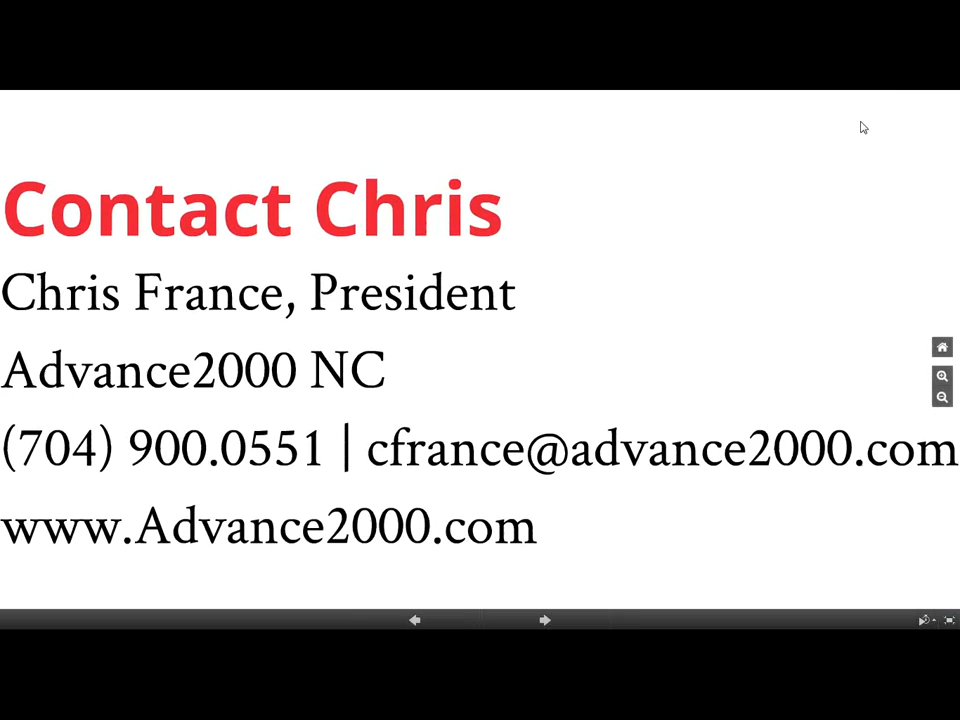 Contact Chris
Chris France, President
Advance2000 NC
(704) 900.0551 | cfrance@advance2000.com
www.Advance2000.com